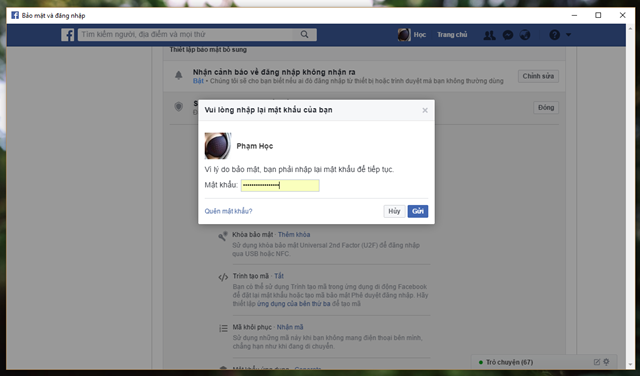 Bảo mật và đăng nhập
Tìm kiếm người, địa điểm và mọi thứ
Học
Trang chủ
Thiết lập bảo mật bổ sung
Nhận cảnh báo về đăng nhập không nhận ra
Bật · Chúng tôi sẽ cho bạn biết nếu ai đó đăng nhập từ thiết bị hoặc trình duyệt mà bạn không thường dùng
Chỉnh sửa
Đóng
Vui lòng nhập lại mật khẩu của bạn
Phạm Học
Vì lý do bảo mật, bạn phải nhập lại mật khẩu để tiếp tục.
Mật khẩu:
Quên mật khẩu?
Hủy
Gửi
Khóa bảo mật · Thêm khóa
Sử dụng khóa bảo mật Universal 2nd Factor (U2F) để đăng nhập
qua USB hoặc NFC.
Trình tạo mã · Tắt
Bạn có thể sử dụng Trình tạo mã trong ứng dụng di động Facebook
để đặt lại mật khẩu hoặc tạo mã bảo mật Phê duyệt đăng nhập. Hãy
thiết lập ứng dụng của bên thứ ba để tạo mã
Mã khôi phục · Nhận mã
Sử dụng những mã này khi bạn không mang điện thoại bên mình,
chẳng hạn như khi đang di chuyển.
Mật khẩu ứng dụng
Trò chuyện (67)